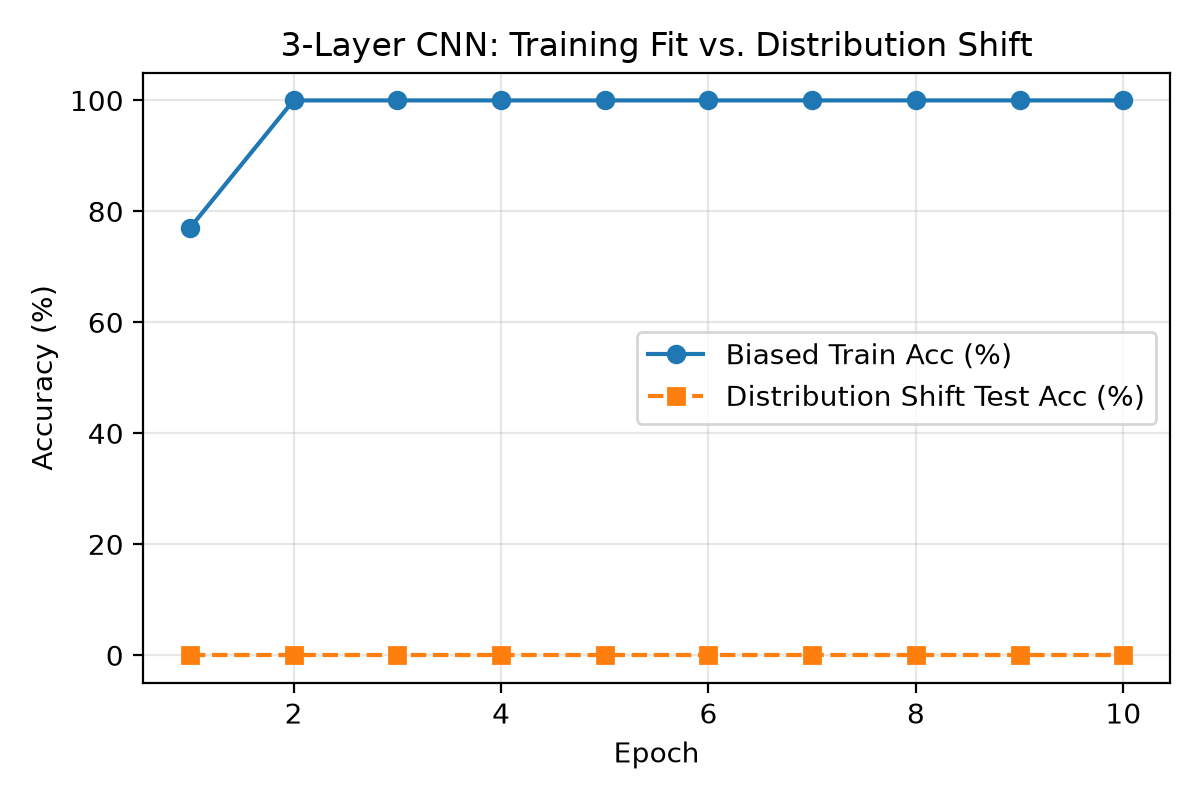 3-Layer CNN: Training Fit vs. Distribution Shift
100
80
60
40
20
0
Accuracy (%)
Biased Train Acc (%)
Distribution Shift Test Acc (%)
2 4 6 8 10
Epoch